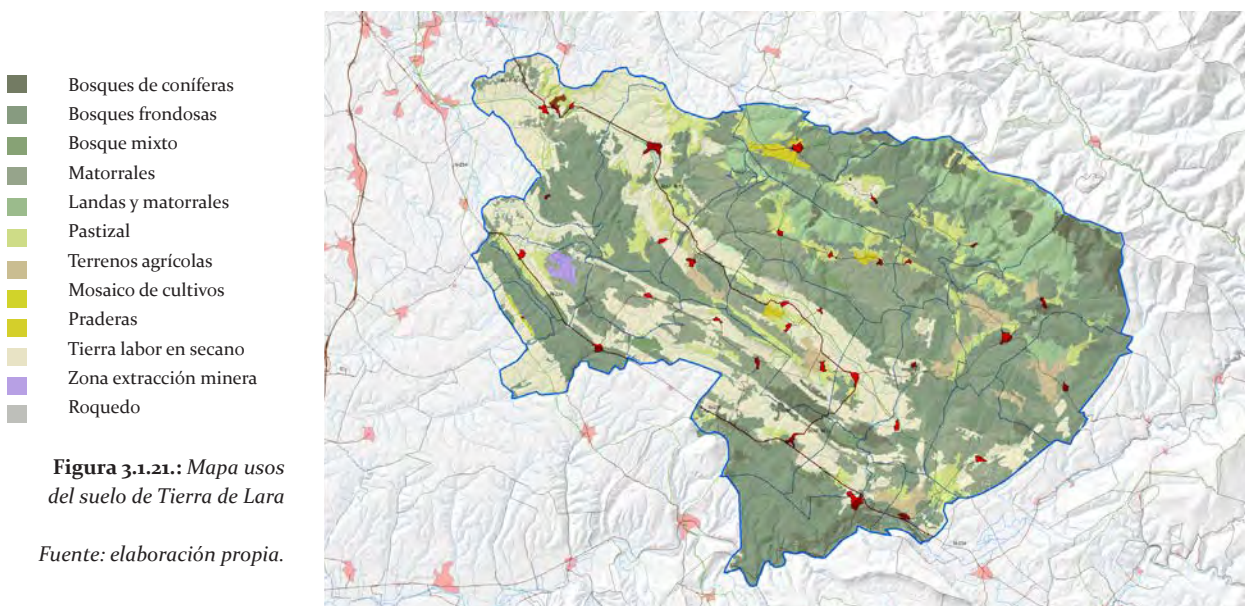 Bosques de coníferas
Bosques frondosas
Bosque mixto
Matorrales
Landas y matorrales
Pastizal
Terrenos agrícolas
Mosaico de cultivos
Praderas
Tierra labor en secano
Zona extracción minera
Roquedo
Figura 3.1.21.: Mapa usos
del suelo de Tierra de Lara
Fuente: elaboración propia.